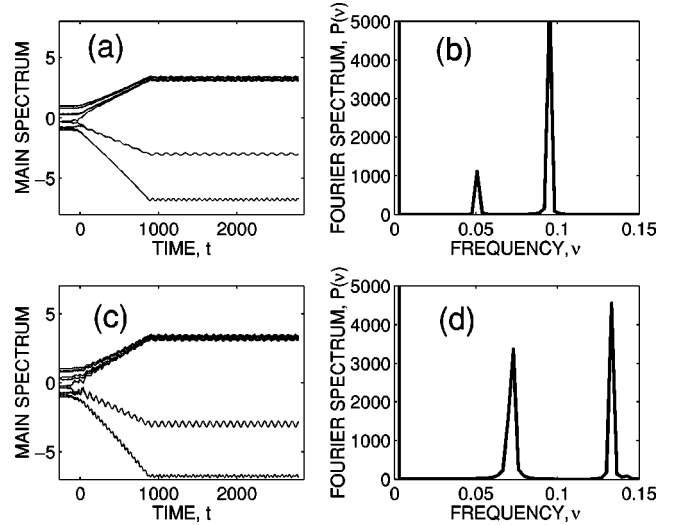 (a)
MAIN SPECTRUM
5
0
−5
0 1000 2000
TIME, t
(b)
FOURIER SPECTRUM, P(ν)
5000
4000
3000
2000
1000
0
0 0.05 0.1 0.15
FREQUENCY, ν
(c)
MAIN SPECTRUM
5
0
−5
0 1000 2000
TIME, t
(d)
FOURIER SPECTRUM, P(ν)
5000
4000
3000
2000
1000
0
0 0.05 0.1 0.15
FREQUENCY, ν